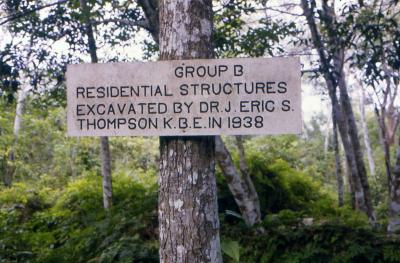 GROUP B
RESIDENTIAL STRUCTURES
EXCAVATED BY DR. J. ERIC S.
THOMPSON K.B.E. IN 1938